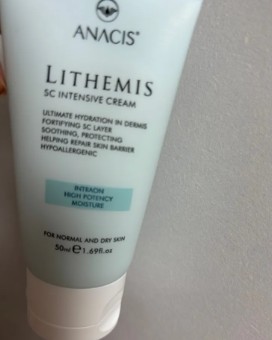 ANACIS®
LITHEMIS
SC INTENSIVE CREAM
ULTIMATE HYDRATION IN DERMIS
FORTIFYING SC LAYER
SOOTHING, PROTECTING
HELPING REPAIR SKIN BARRIER
HYPOALLERGENIC
INTRAON
HIGH POTENCY
MOISTURE
FOR NORMAL AND DRY SKIN
50ml ℮ 1.69fl.oz